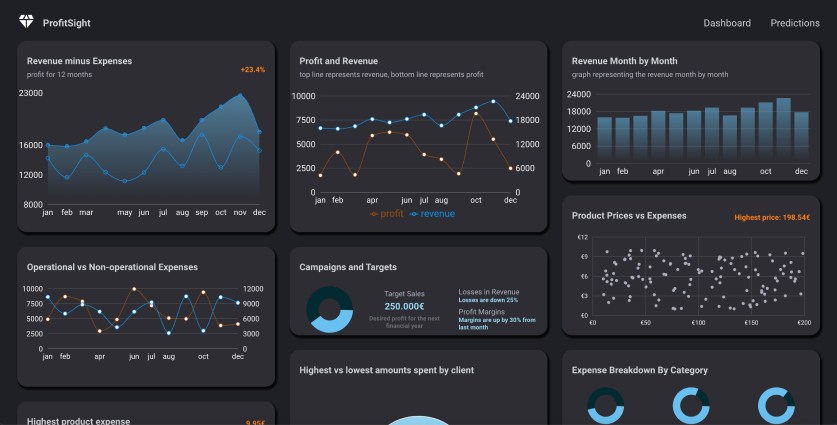 ProfitSight
Dashboard Predictions
Revenue minus Expenses
profit for 12 months
+23.4%
23000
16000
12000
8000
jan feb mar may jun jul aug sep oct nov dec
Profit and Revenue
top line represents revenue, bottom line represents profit
10000 24000
7500 18000
5000 12000
2500 6000
0 0
jan feb apr jun jul aug oct dec
profit revenue
Revenue Month by Month
graph representing the revenue month by month
24000
18000
12000
6000
0
jan feb apr jun jul aug oct dec
Operational vs Non-operational Expenses
10000 12000
7500 9000
5000 6000
2500 3000
0 0
jan feb apr jun jul aug oct dec
Campaigns and Targets
Target Sales
250.000€
Desired profit for the next
financial year
Losses in Revenue
Losses are down 25%
Profit Margins
Margins are up by 30% from
last month
Product Prices vs Expenses
Highest price: 198.54€
€12
€9
€6
€3
€0
€0 €50 €100 €150 €200
Highest product expense
9.95€
Highest vs lowest amounts spent by client
Expense Breakdown By Category